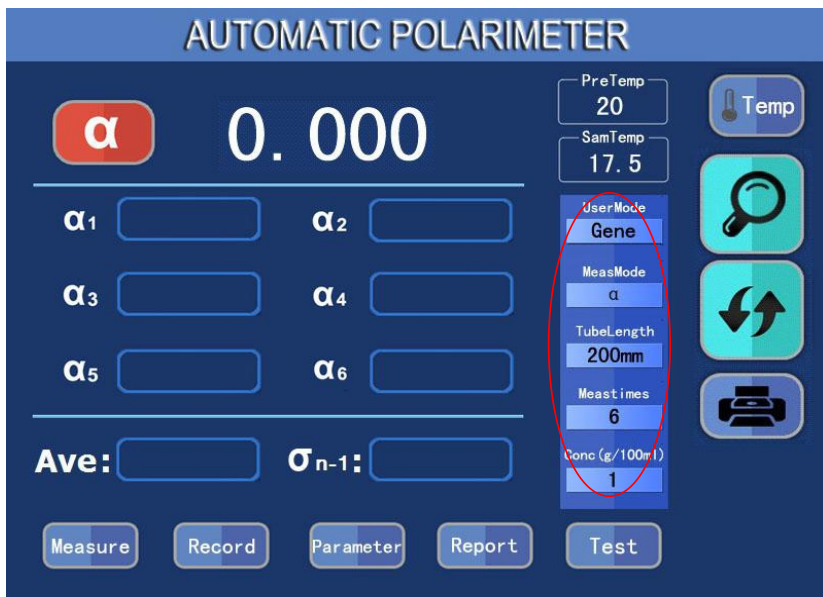 AUTOMATIC POLARIMETER
α 0. 000
PreTemp
20
SamTemp
17. 5
Temp
α1 α2
α3 α4
α5 α6
Ave: σn-1:
UserMode
Gene
MeasMode
α
TubeLength
200mm
Meastimes
6
Conc(g/100ml)
1
Measure Record Parameter Report Test